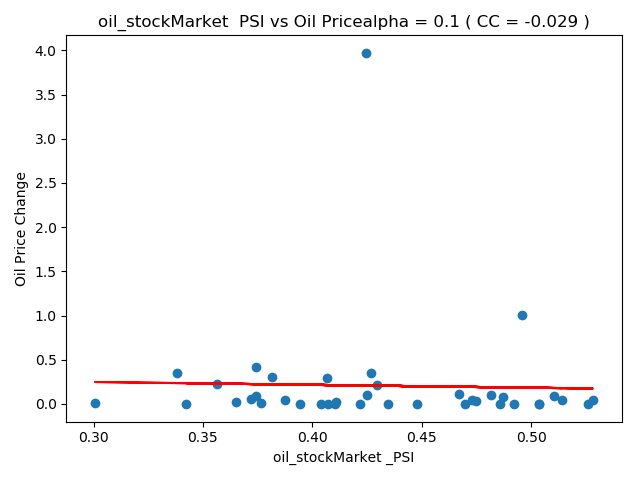 oil_stockMarket  PSI vs Oil Pricealpha = 0.1 ( CC = -0.029 )
4.0
3.5
3.0
2.5
2.0
1.5
1.0
0.5
0.0
Oil Price Change
0.30 0.35 0.40 0.45 0.50
oil_stockMarket _PSI